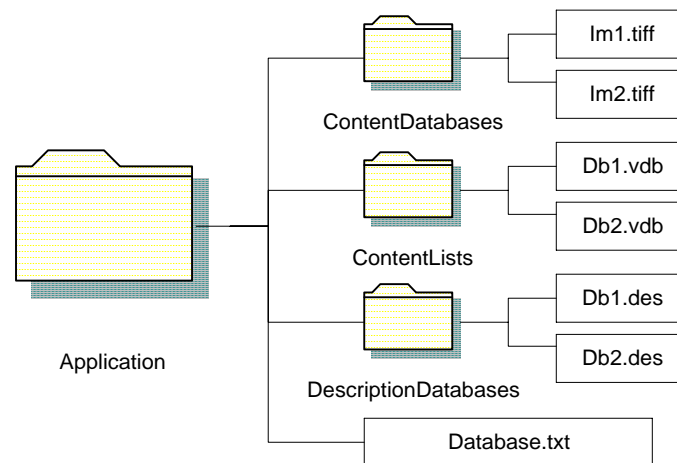 Im1.tiff
Im2.tiff
ContentDatabases
Db1.vdb
Db2.vdb
ContentLists
Application
Db1.des
Db2.des
DescriptionDatabases
Database.txt